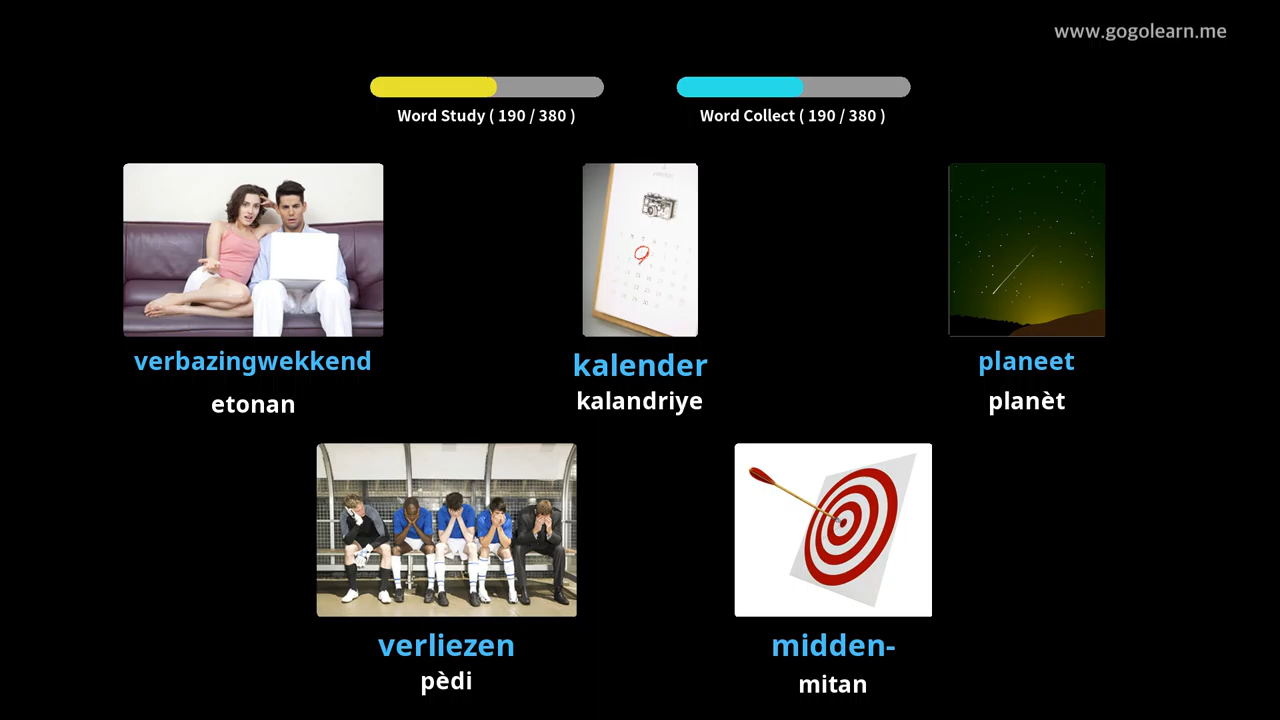 www.gogolearn.me
Word Study ( 190 / 380 )
Word Collect ( 190 / 380 )
verbazingwekkend
etonan
kalender
kalandriye
planeet
planèt
verliezen
pèdi
midden-
mitan